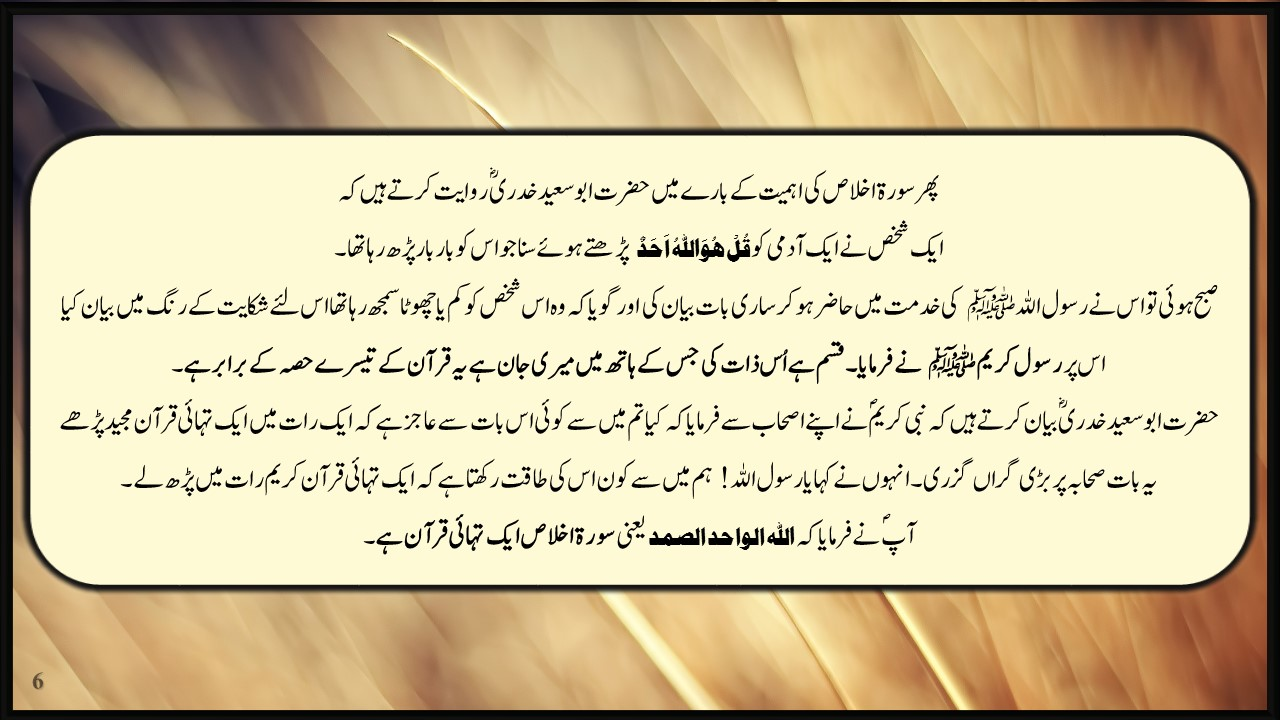 پھر سورۃ اخلاص کی اہمیت کے بارے میں حضرت ابوسعید خدریؓ روایت کرتے ہیں کہ
ایک شخص نے ایک آدمی کو قُلْ ھُوَاللّٰہُ اَحَدٌ پڑھتے ہوئے سنا جو اس کو بار بار پڑھ رہا تھا۔
صبح ہوئی تو اس نے رسول اللہ ﷺ کی خدمت میں حاضر ہو کر ساری بات بیان کی اور گویا کہ وہ اس شخص کو کم یا چھوٹا سمجھ رہا تھا اس لئے شکایت کے رنگ میں بیان کیا
اس پر رسول کریم ﷺ نے فرمایا۔ قسم ہے اُس ذات کی جس کے ہاتھ میں میری جان ہے یہ قرآن کے تیسرے حصہ کے برابر ہے۔
حضرت ابوسعید خدریؓ بیان کرتے ہیں کہ نبی کریمؐ نے اپنے اصحاب سے فرمایا کہ کیا تم میں سے کوئی اس بات سے عاجز ہے کہ ایک رات میں ایک تہائی قرآن مجید پڑھے
یہ بات صحابہ پر بڑی گراں گزری۔ انہوں نے کہا یا رسول اللہ! ہم میں سے کون اس کی طاقت رکھتا ہے کہ ایک تہائی قرآن کریم رات میں پڑھ لے۔
آپؐ نے فرمایا کہ اللہ الواحد الصمد یعنی سورۃ اخلاص ایک تہائی قرآن ہے۔
6